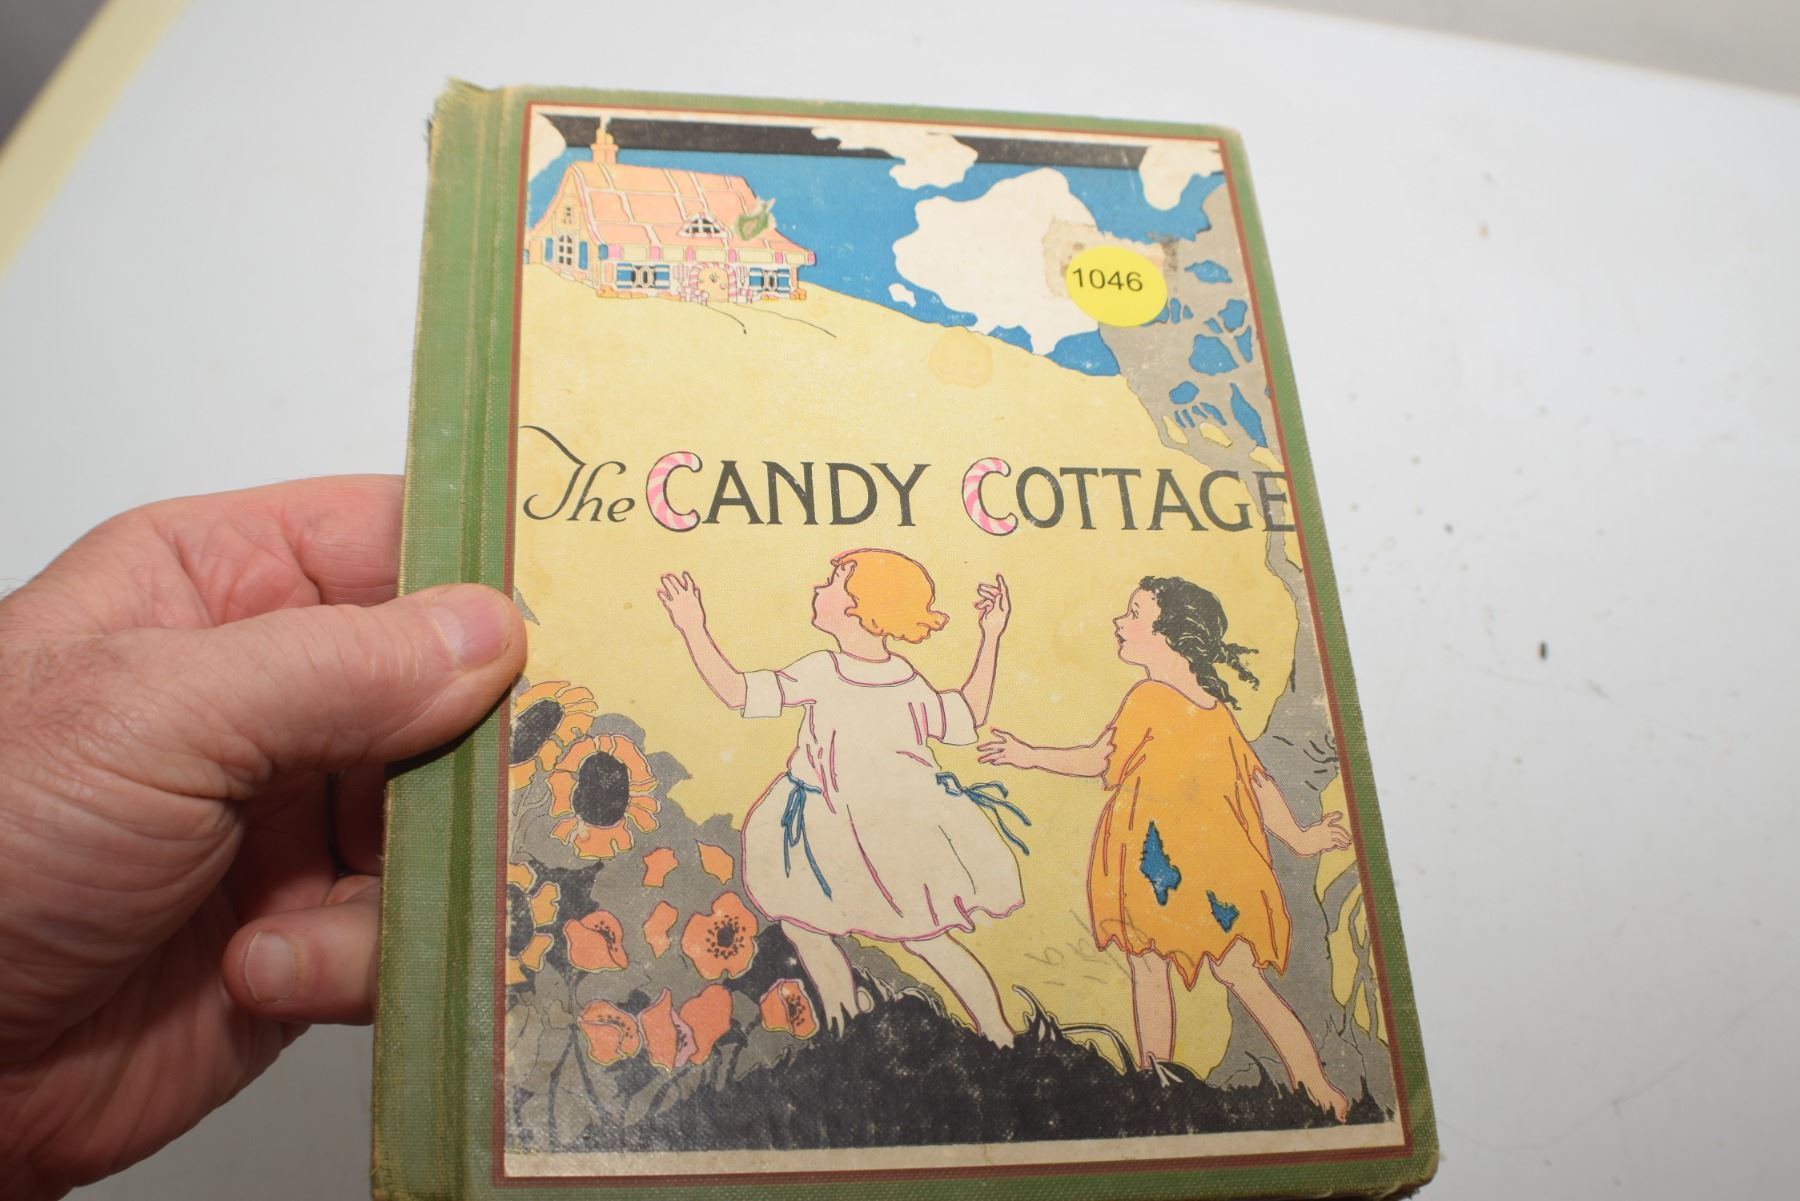 1046
The CANDY COTTAGE